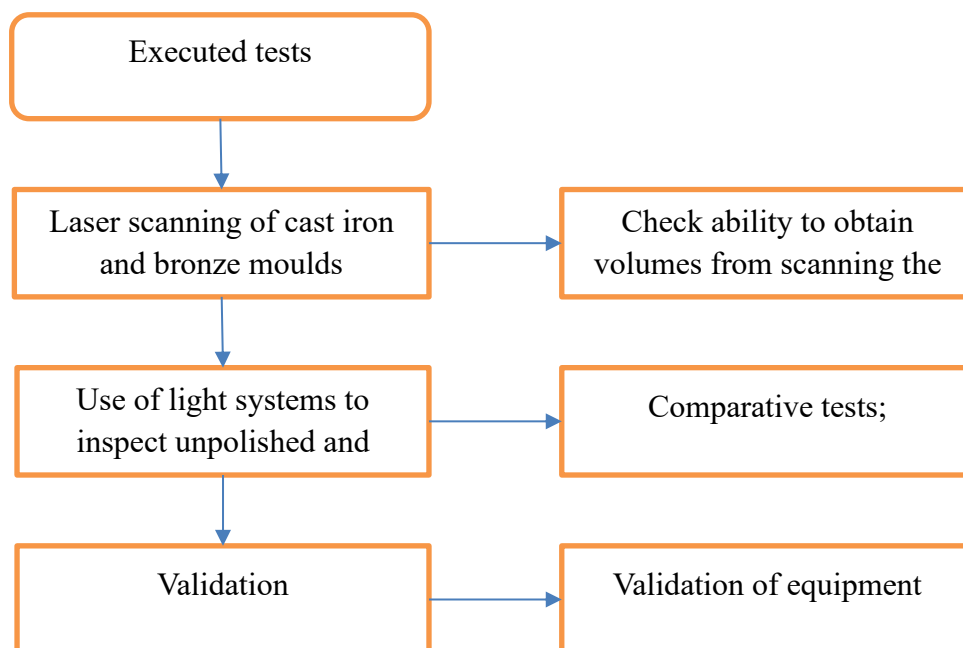 Executed tests
Laser scanning of cast iron
and bronze moulds
Check ability to obtain
volumes from scanning the
Use of light systems to
inspect unpolished and
Comparative tests;
Validation
Validation of equipment